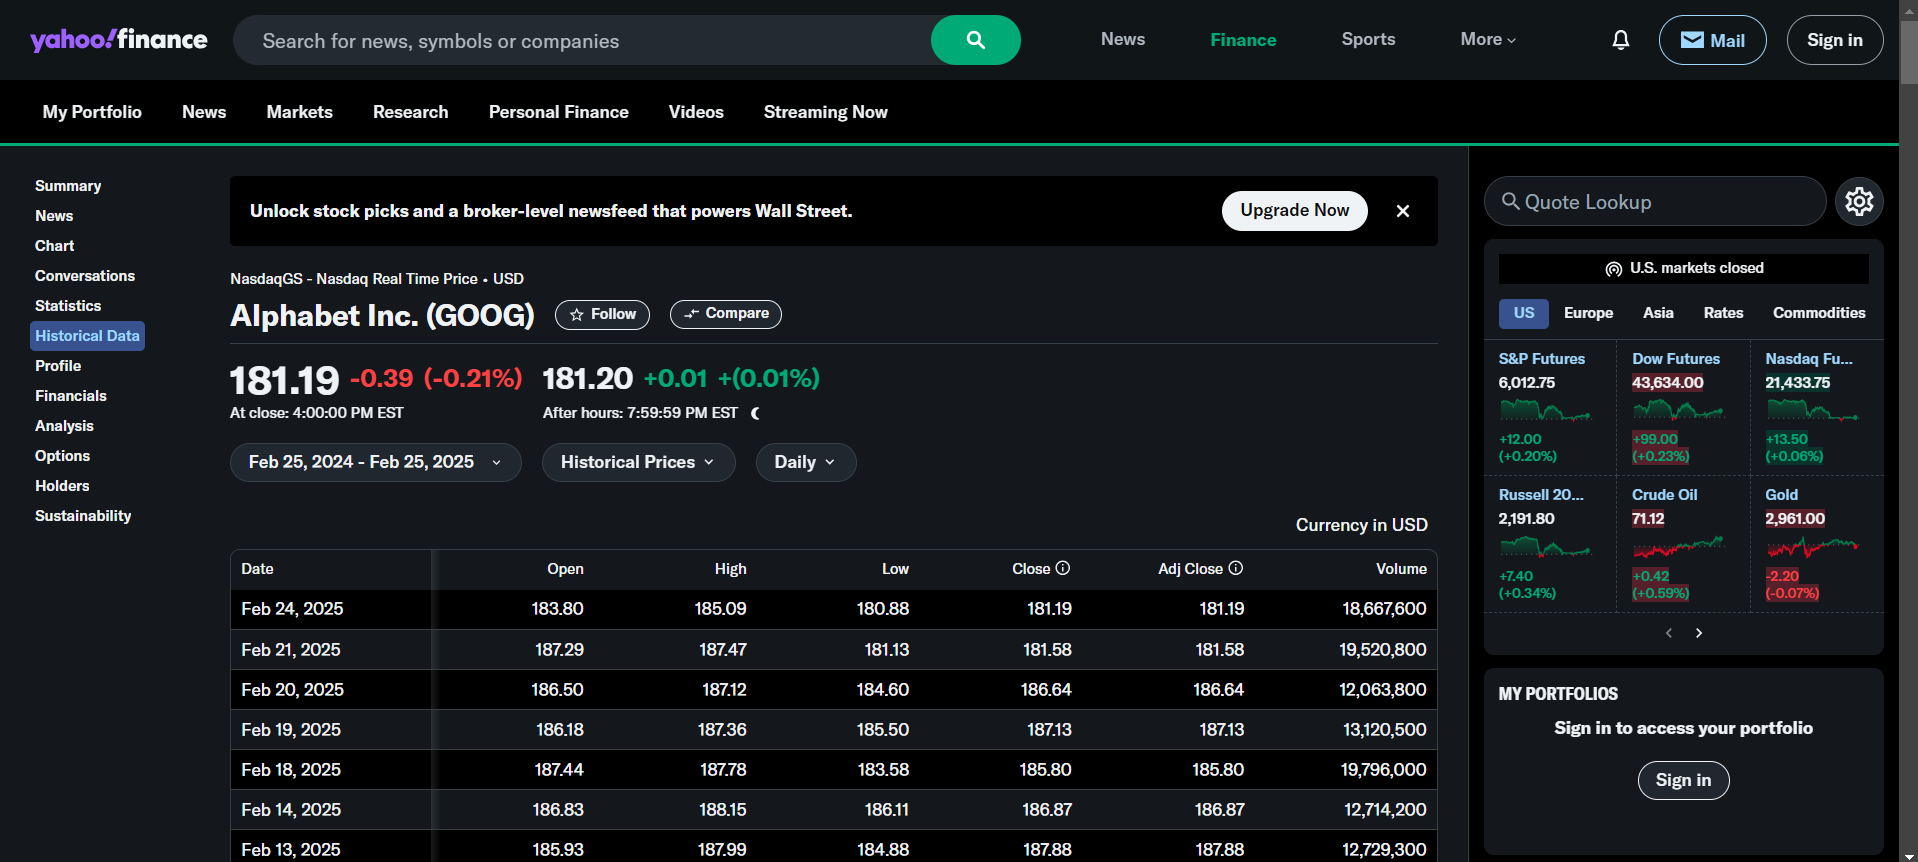 yahoo!finance
Search for news, symbols or companies
News Finance Sports More
Mail
Sign in
My Portfolio News Markets Research Personal Finance Videos Streaming Now
Summary
News
Chart
Conversations
Statistics
Historical Data
Profile
Financials
Analysis
Options
Holders
Sustainability
Unlock stock picks and a broker-level newsfeed that powers Wall Street.
Upgrade Now
NasdaqGS - Nasdaq Real Time Price • USD
Alphabet Inc. (GOOG)
Follow
Compare
181.19 -0.39 (-0.21%)
At close: 4:00:00 PM EST
181.20 +0.01 +(0.01%)
After hours: 7:59:59 PM EST
Feb 25, 2024 - Feb 25, 2025
Historical Prices
Daily
Currency in USD
Date Open High Low Close Adj Close Volume
Feb 24, 2025 183.80 185.09 180.88 181.19 181.19 18,667,600
Feb 21, 2025 187.29 187.47 181.13 181.58 181.58 19,520,800
Feb 20, 2025 186.50 187.12 184.60 186.64 186.64 12,063,800
Feb 19, 2025 186.18 187.36 185.50 187.13 187.13 13,120,500
Feb 18, 2025 187.44 187.78 183.58 185.80 185.80 19,796,000
Feb 14, 2025 186.83 188.15 186.11 186.87 186.87 12,714,200
Feb 13, 2025 185.93 187.99 184.88 187.88 187.88 12,729,300
Quote Lookup
U.S. markets closed
US Europe Asia Rates Commodities
S&P Futures
6,012.75
+12.00
(+0.20%)
Dow Futures
43,634.00
+99.00
(+0.23%)
Nasdaq Fu...
21,433.75
+13.50
(+0.06%)
Russell 20...
2,191.80
+7.40
(+0.34%)
Crude Oil
71.12
+0.42
(+0.59%)
Gold
2,961.00
-2.20
(-0.07%)
MY PORTFOLIOS
Sign in to access your portfolio
Sign in